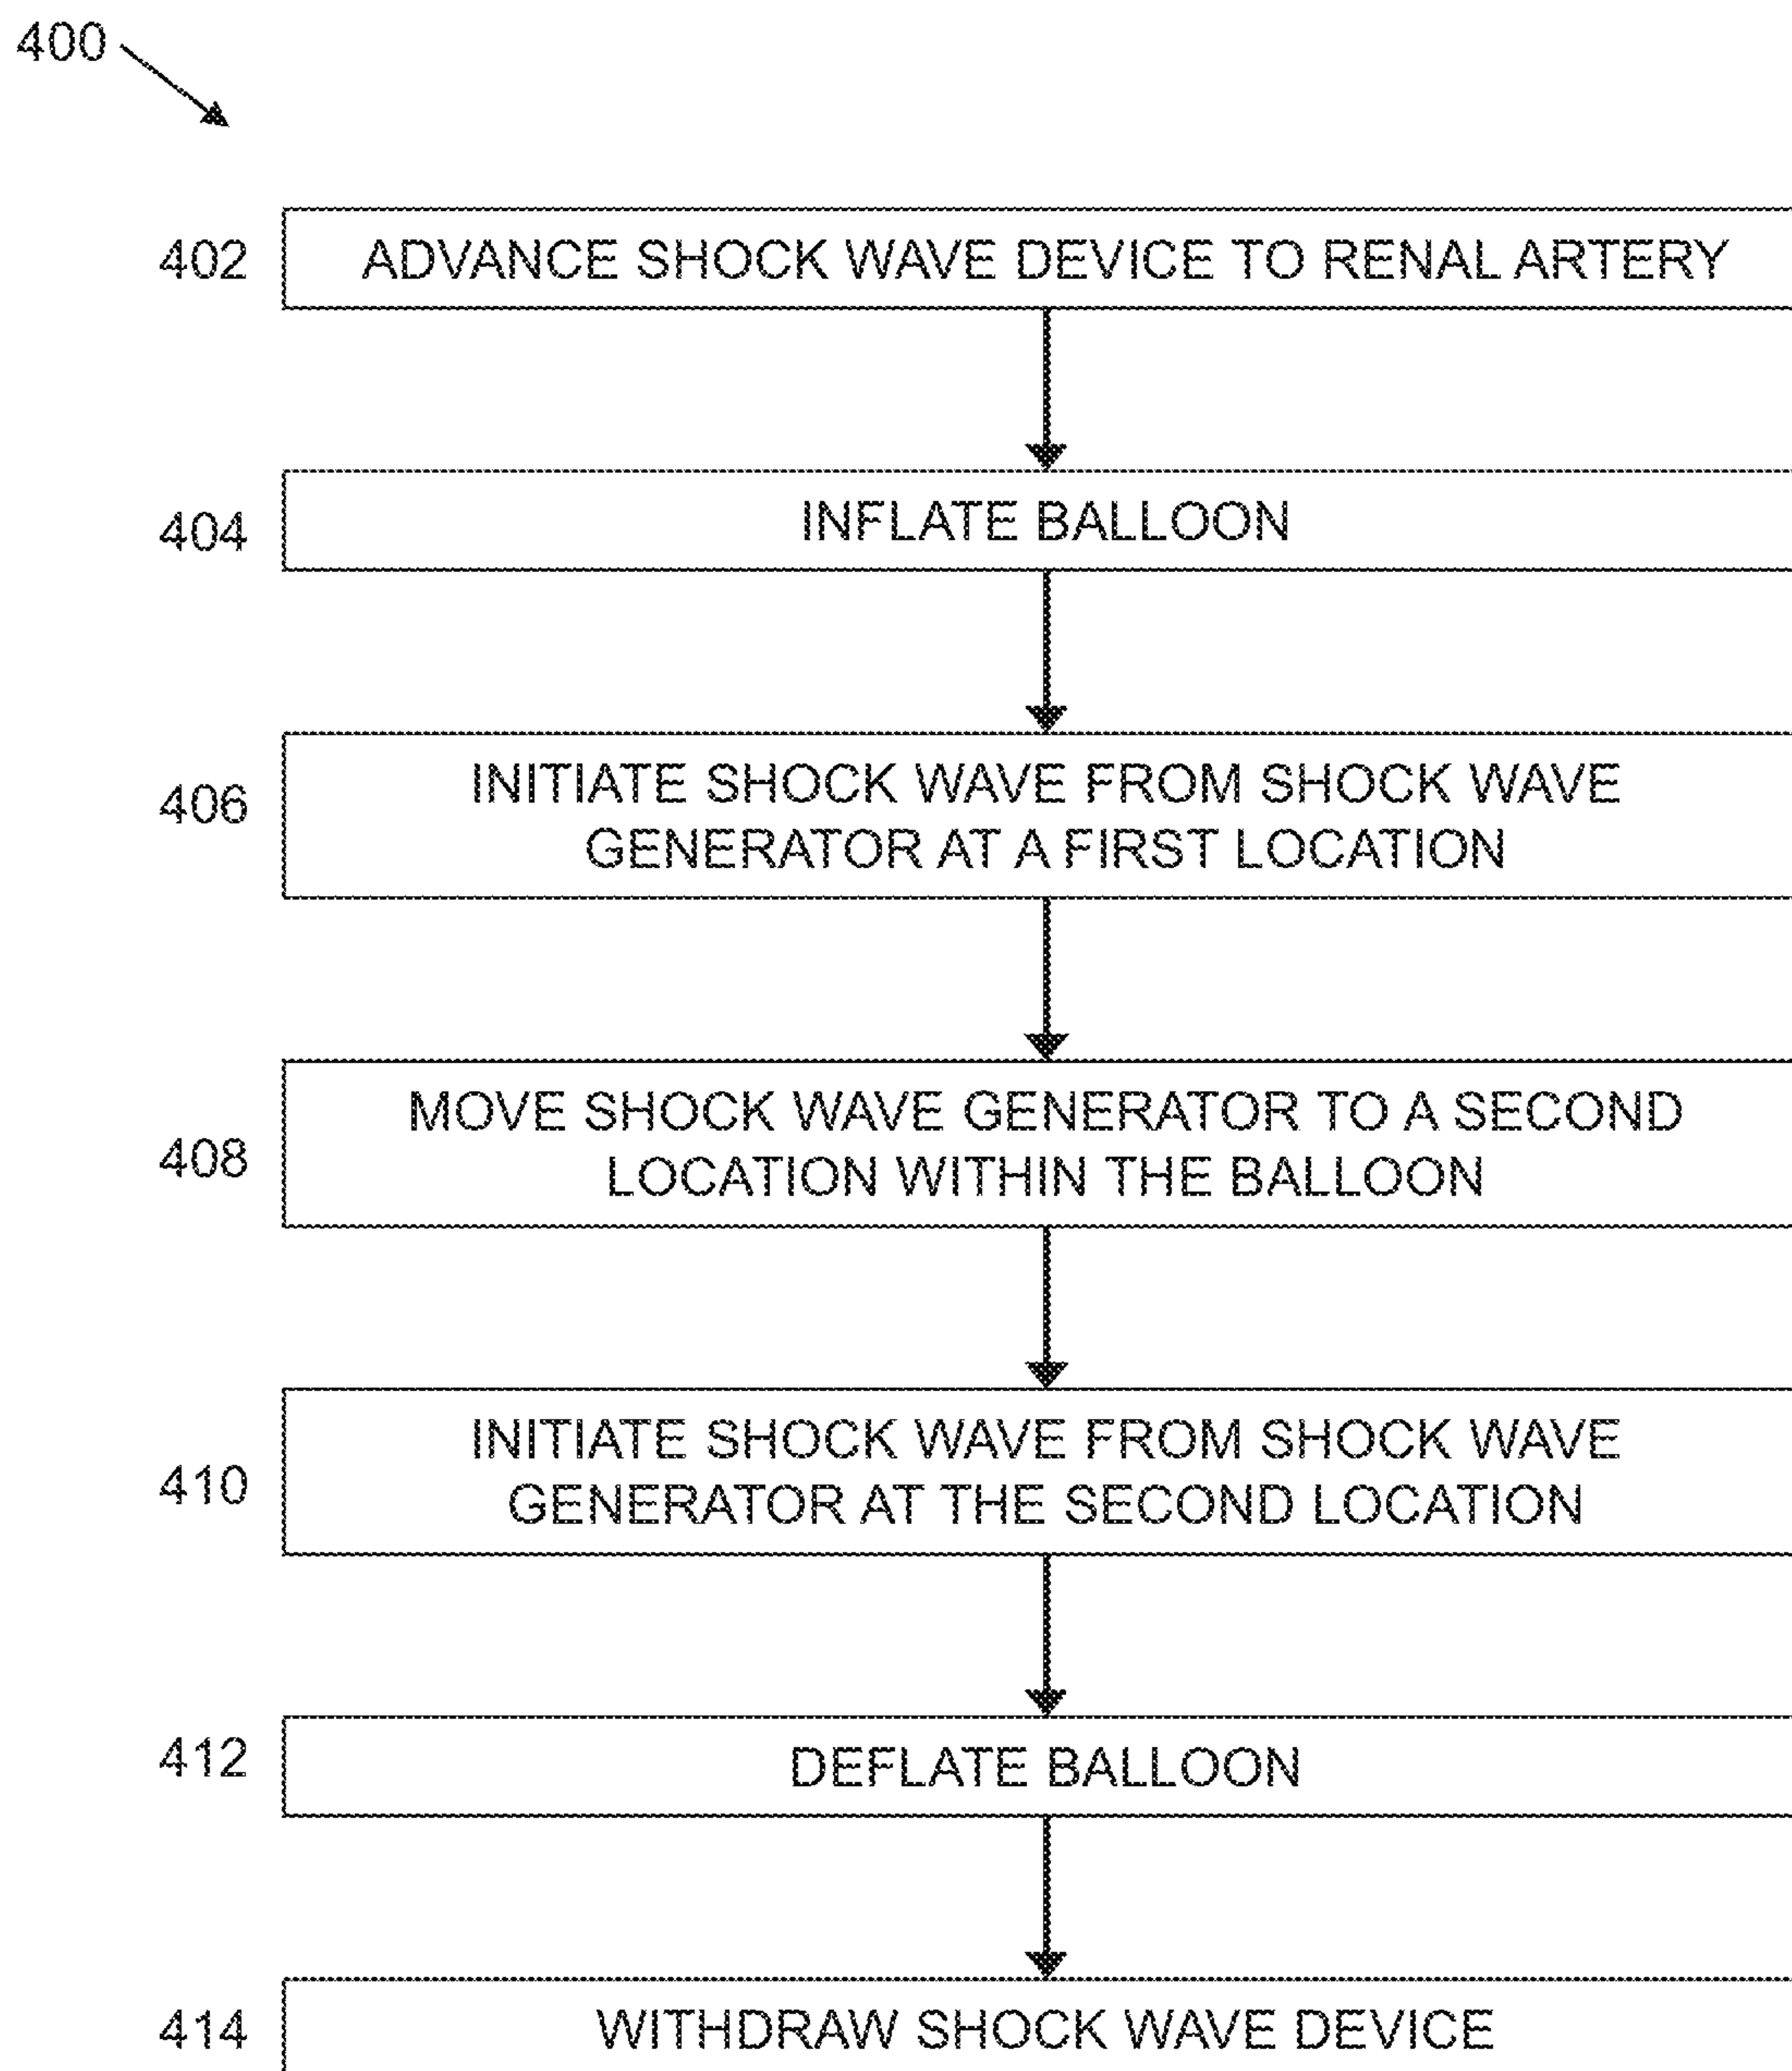 400
402 ADVANCE SHOCK WAVE DEVICE TO RENAL ARTERY
404 INFLATE BALLOON
406 INITIATE SHOCK WAVE FROM SHOCK WAVE
GENERATOR AT A FIRST LOCATION
408 MOVE SHOCK WAVE GENERATOR TO A SECOND
LOCATION WITHIN THE BALLOON
410 INITIATE SHOCK WAVE FROM SHOCK WAVE
GENERATOR AT THE SECOND LOCATION
412 DEFLATE BALLOON
414 WITHDRAW SHOCK WAVE DEVICE